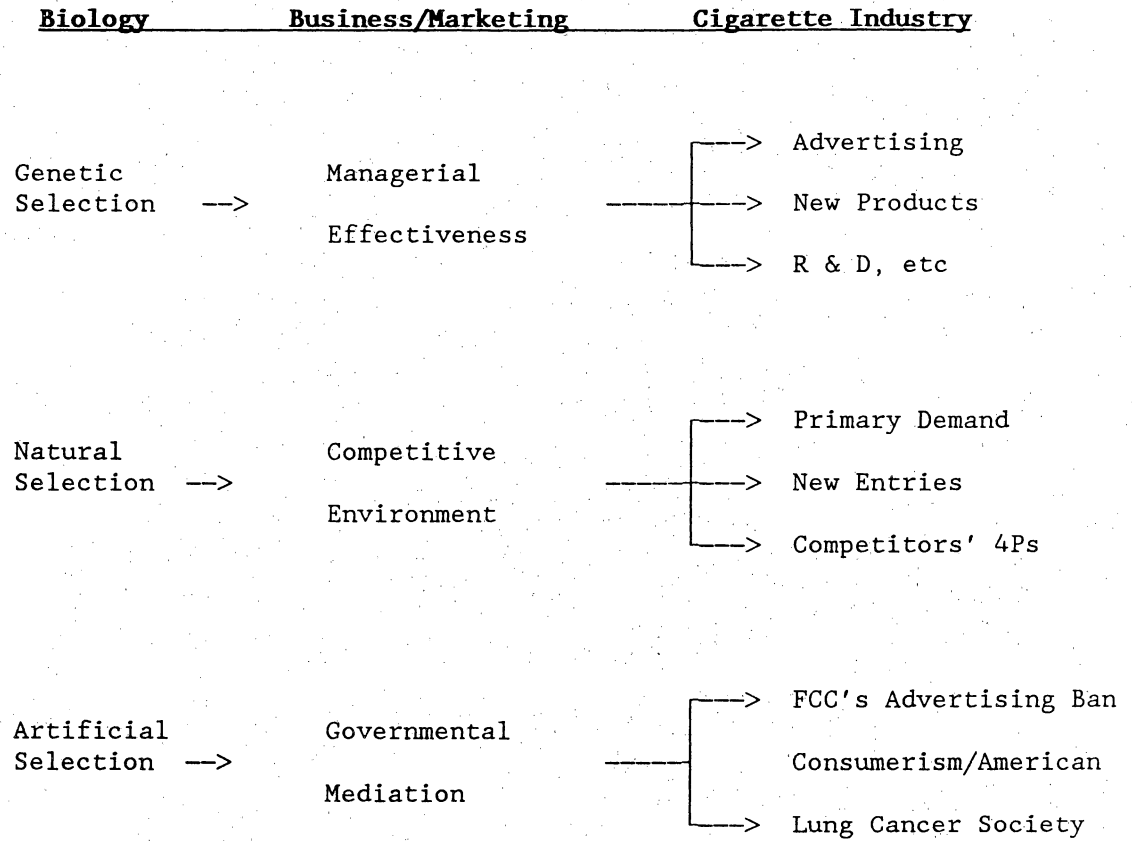 Biology Business/Marketing Cigarette Industry
Genetic
Selection -->
Managerial
Effectiveness
---> Advertising
---> New Products
---> R & D, etc
Natural
Selection -->
Competitive
Environment
---> Primary Demand
---> New Entries
---> Competitors' 4Ps
Artificial
Selection -->
Governmental
Mediation
---> FCC's Advertising Ban
Consumerism/American
---> Lung Cancer Society